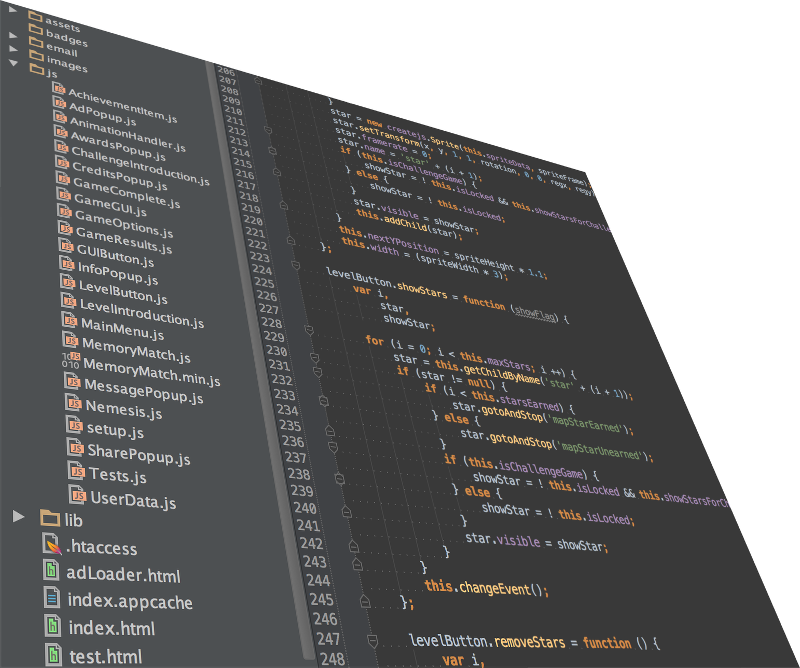 assets
badges
email
images
js
AchievementItem.js
AdPopup.js
AnimationHandler.js
AwardsPopup.js
ChallengeIntroduction.js
CreditsPopup.js
GameComplete.js
GameGUI.js
GameOptions.js
GameResults.js
GUIButton.js
InfoPopup.js
LevelButton.js
LevelIntroduction.js
MainMenu.js
MemoryMatch.js
MemoryMatch.min.js
MessagePopup.js
Nemesis.js
setup.js
SharePopup.js
Tests.js
UserData.js
lib
.htaccess
adLoader.html
index.appcache
index.html
test.html
206
207
208
209
210
211
212
213
214
215
216
217
218
219
220
221
222
223
224
225
226
227
228
229
230
231
232
233
234
235
236
237
238
239
240
241
242
243
244
245
246
247
248
}
star = new createjs.Sprite(this.spriteData, spriteFrame);
star.setTransform(x, y, 1, 1, rotation, 0, 0, regx, regy)
star.framerate = 0;
star.name = 'star' + (i + 1);
if (this.isChallengeGame) {
showStar = ! this.isLocked && this.showStarsForChalle
} else {
showStar = ! this.isLocked;
}
star.visible = showStar;
this.addChild(star);
}
this.nextYPosition = spriteHeight * 1.1;
this.width = (spriteWidth * 3);
};
levelButton.showStars = function (showFlag) {
var i,
star,
showStar;
for (i = 0; i < this.maxStars; i ++) {
star = this.getChildByName('star' + (i + 1));
if (star != null) {
if (i < this.starsEarned) {
star.gotoAndStop('mapStarEarned');
} else {
star.gotoAndStop('mapStarUnearned');
}
if (this.isChallengeGame) {
showStar = ! this.isLocked && this.showStarsForCh
} else {
showStar = ! this.isLocked;
}
star.visible = showStar;
}
}
this.changeEvent();
};
levelButton.removeStars = function () {
var i,